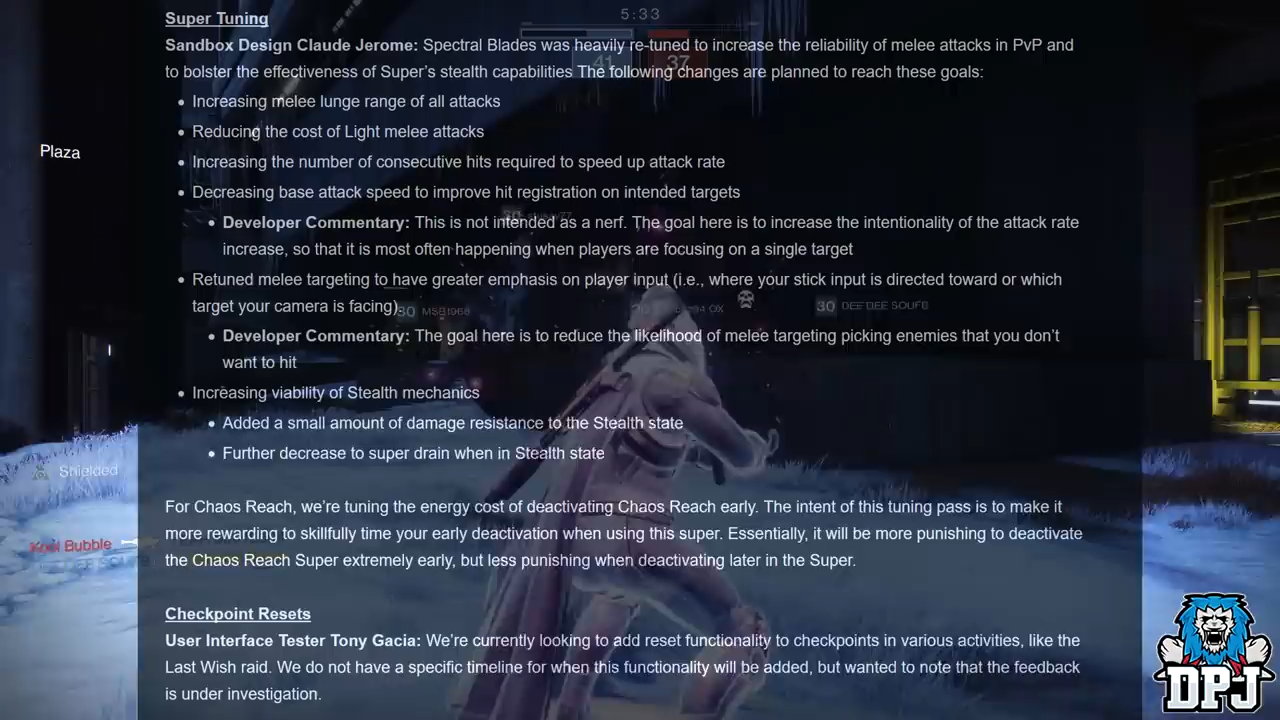 5:33
41 37
Super Tuning
Sandbox Design Claude Jerome: Spectral Blades was heavily re-tuned to increase the reliability of melee attacks in PvP and
to bolster the effectiveness of Super's stealth capabilities The following changes are planned to reach these goals:
• Increasing melee lunge range of all attacks
• Reducing the cost of Light melee attacks
Plaza
• Increasing the number of consecutive hits required to speed up attack rate
• Decreasing base attack speed to improve hit registration on intended targets
• Developer Commentary: This is not intended as a nerf. The goal here is to increase the intentionality of the attack rate
increase, so that it is most often happening when players are focusing on a single target
• Retuned melee targeting to have greater emphasis on player input (i.e., where your stick input is directed toward or which
target your camera is facing)
30 MSB1968
30 DEE DEE SOUFB
• Developer Commentary: The goal here is to reduce the likelihood of melee targeting picking enemies that you don't
want to hit
• Increasing viability of Stealth mechanics
• Added a small amount of damage resistance to the Stealth state
• Further decrease to super drain when in Stealth state
Shielded
For Chaos Reach, we're tuning the energy cost of deactivating Chaos Reach early. The intent of this tuning pass is to make it
more rewarding to skillfully time your early deactivation when using this super. Essentially, it will be more punishing to deactivate
the Chaos Reach Super extremely early, but less punishing when deactivating later in the Super.
Kool Bubble
Checkpoint Resets
User Interface Tester Tony Gacia: We're currently looking to add reset functionality to checkpoints in various activities, like the
Last Wish raid. We do not have a specific timeline for when this functionality will be added, but wanted to note that the feedback
is under investigation.
DPJ